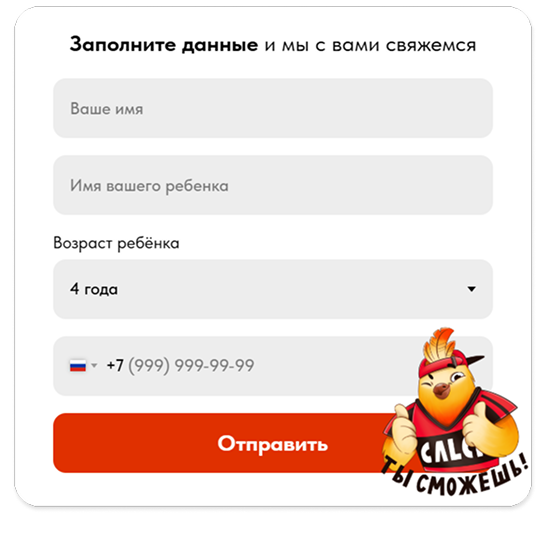 Заполните данные и мы с вами свяжемся
Ваше имя
Имя вашего ребенка
Возраст ребёнка
4 года
+7 (999) 999-99-99
Отправить
ТЫ СМОЖЕШЬ!